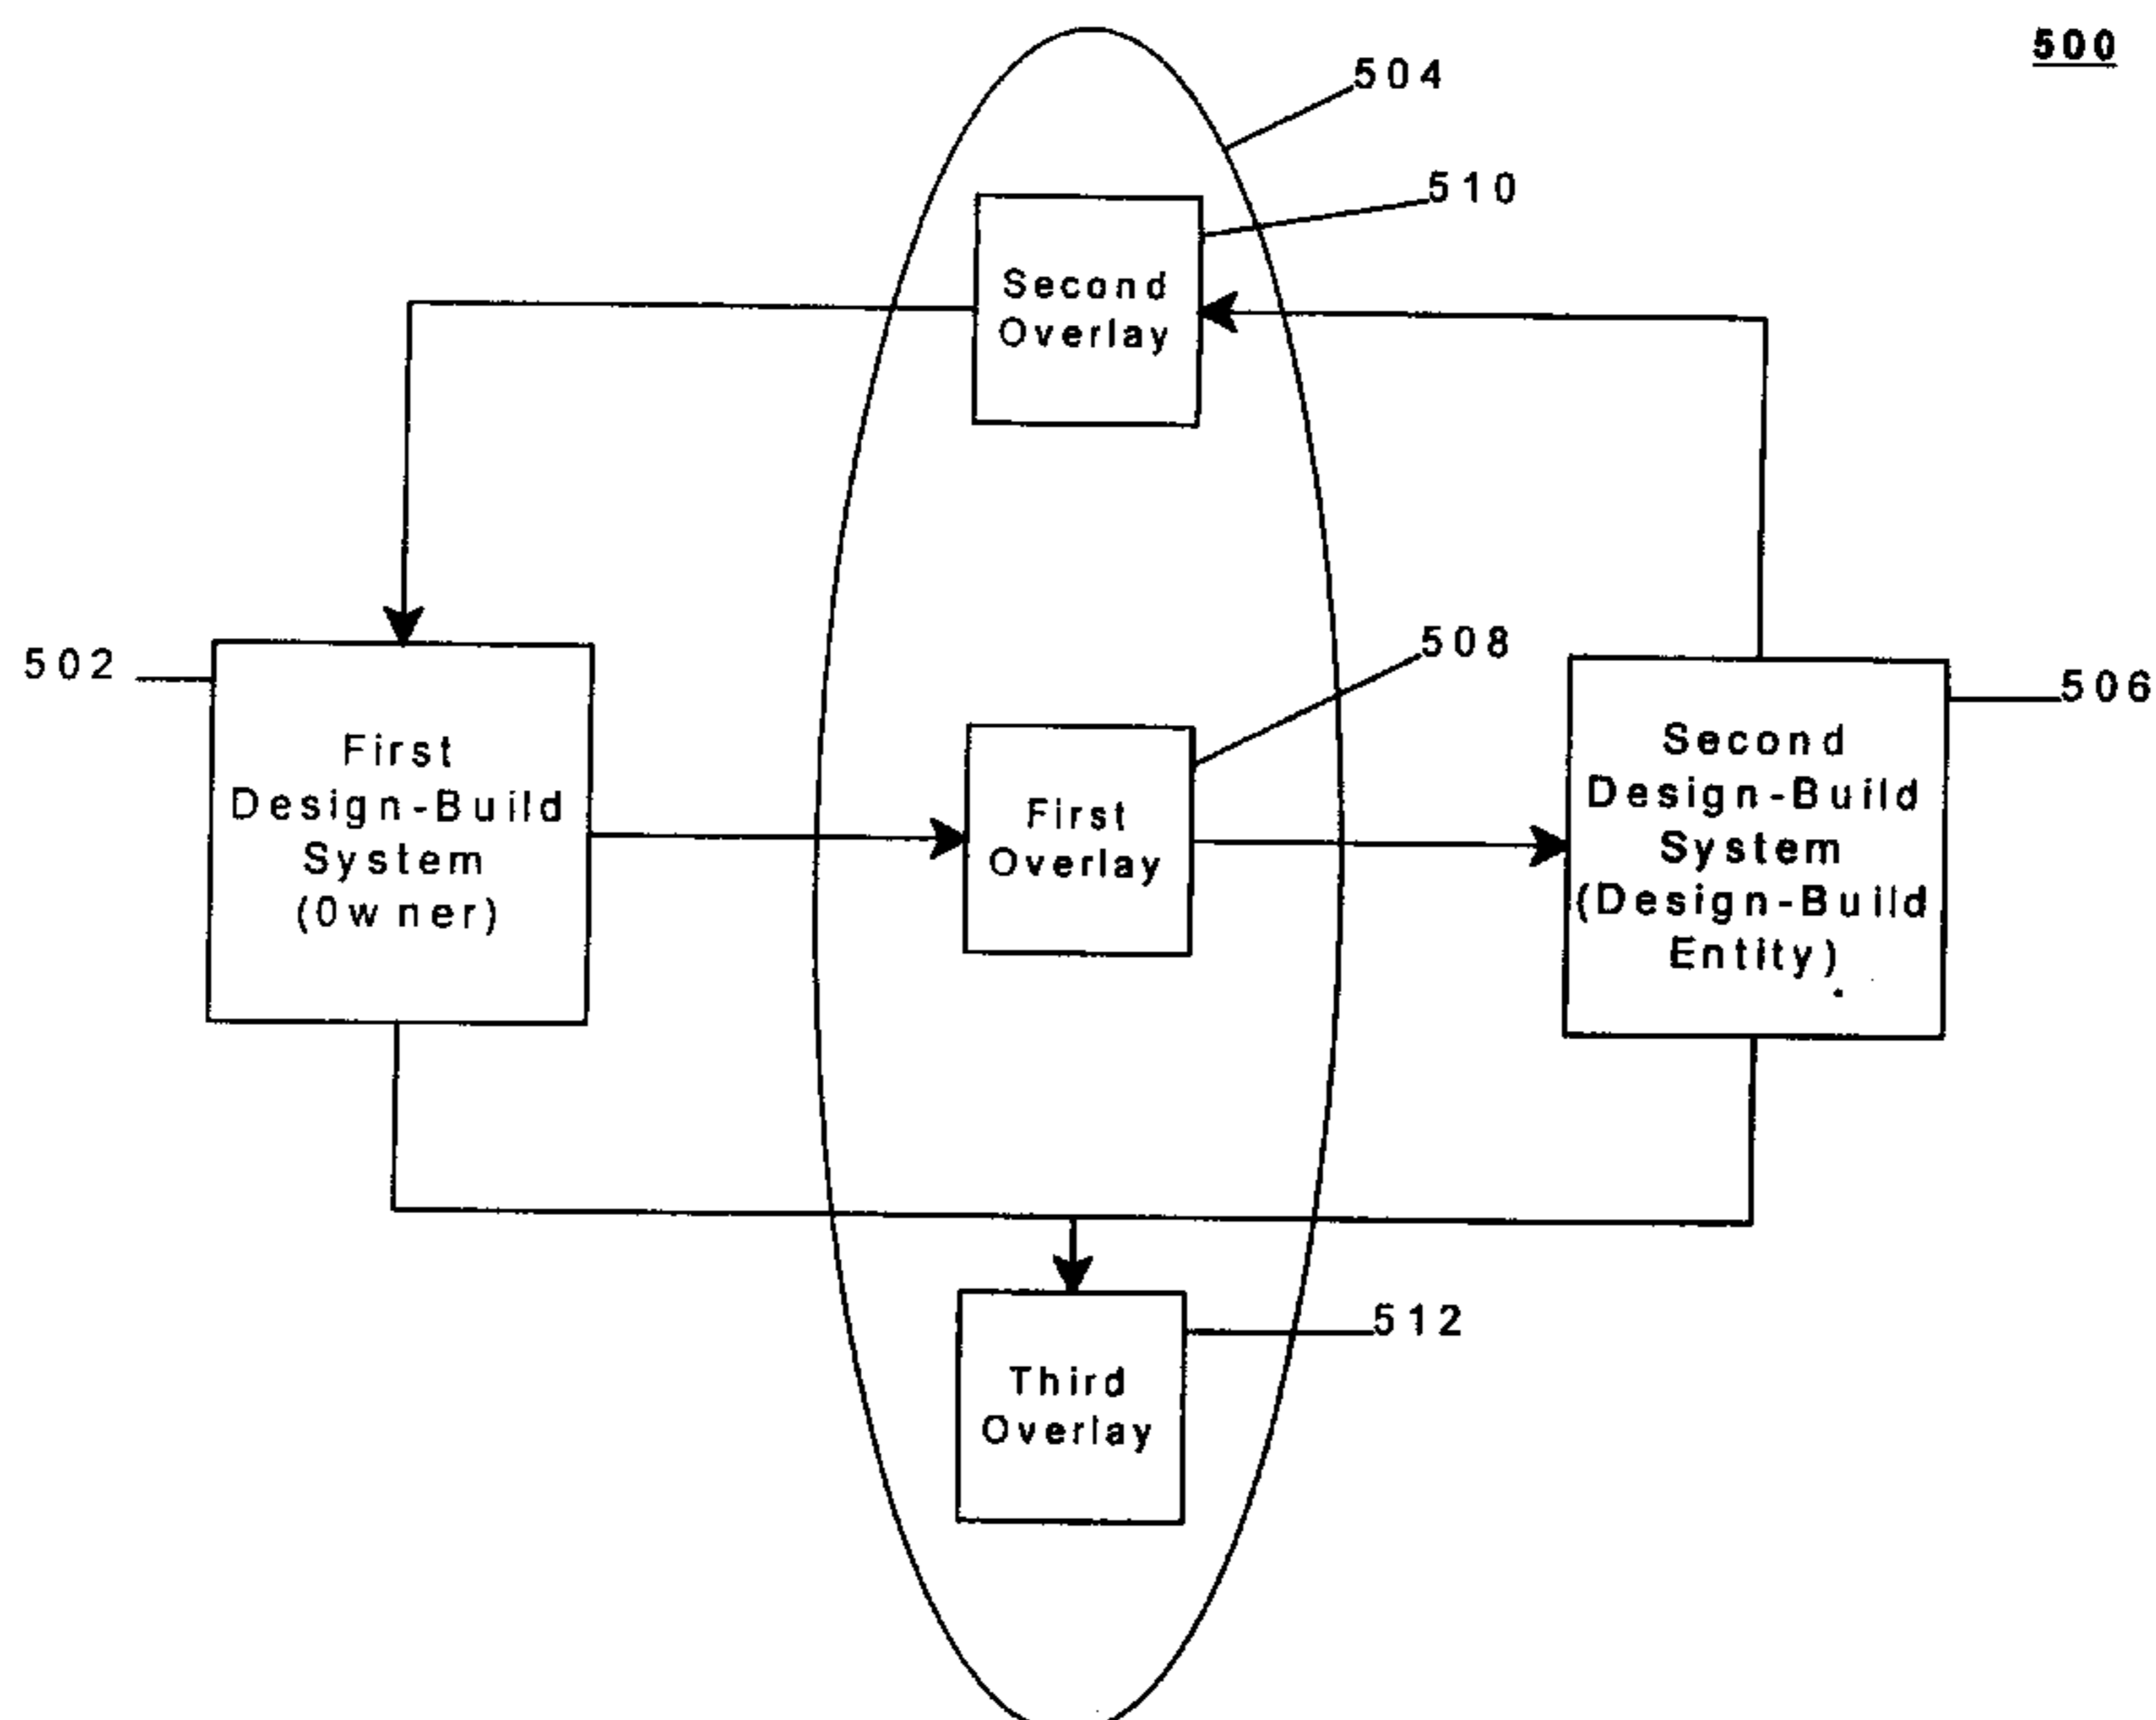 500
504
510
Second
Overlay
502
First
Design-Build
System
(Owner)
508
First
Overlay
506
Second
Design-Build
System
(Design-Build
Entity)
512
Third
Overlay